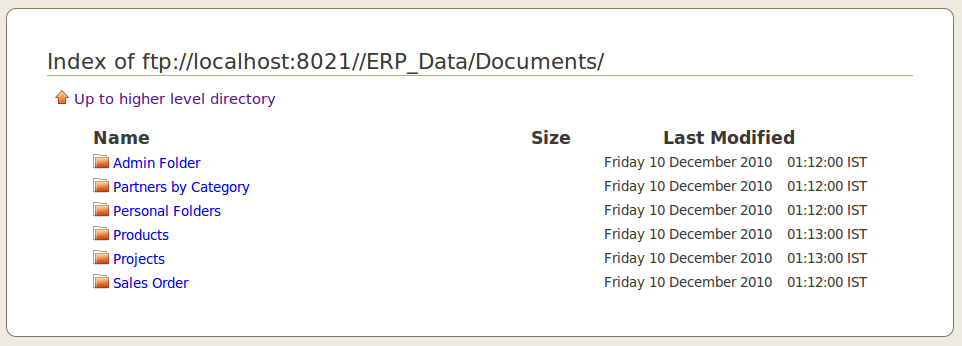 Index of ftp://localhost:8021//ERP_Data/Documents/
Up to higher level directory
Name Size Last Modified
Admin Folder Friday 10 December 2010 01:12:00 IST
Partners by Category Friday 10 December 2010 01:12:00 IST
Personal Folders Friday 10 December 2010 01:12:00 IST
Products Friday 10 December 2010 01:13:00 IST
Projects Friday 10 December 2010 01:13:00 IST
Sales Order Friday 10 December 2010 01:12:00 IST